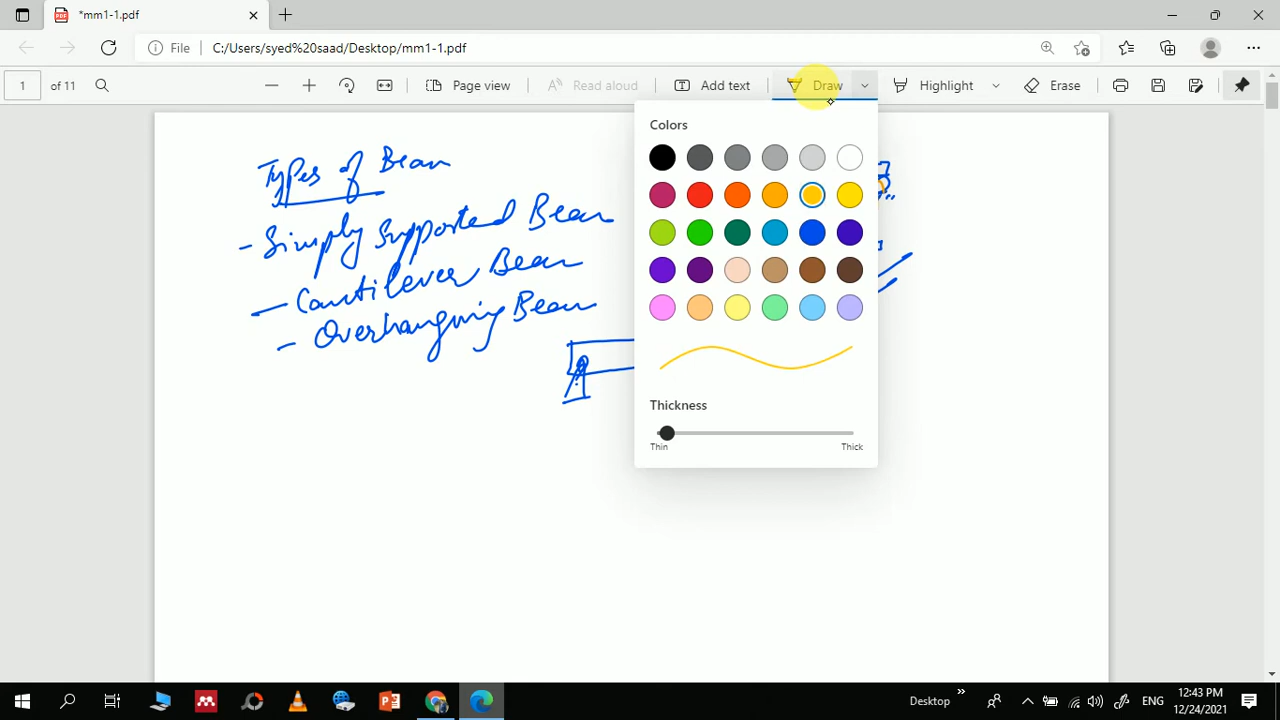 *mm1-1.pdf
File C:/Users/syed%20saad/Desktop/mm1-1.pdf
1 of 11 Page view Read aloud Add text Draw Highlight Erase
Colors
Types of Beam
- Simply Supported Beam
- Cantilever Beam
- Overhanging Beam
Thickness
Thin Thick
Desktop » ENG 12:43 PM
12/24/2021